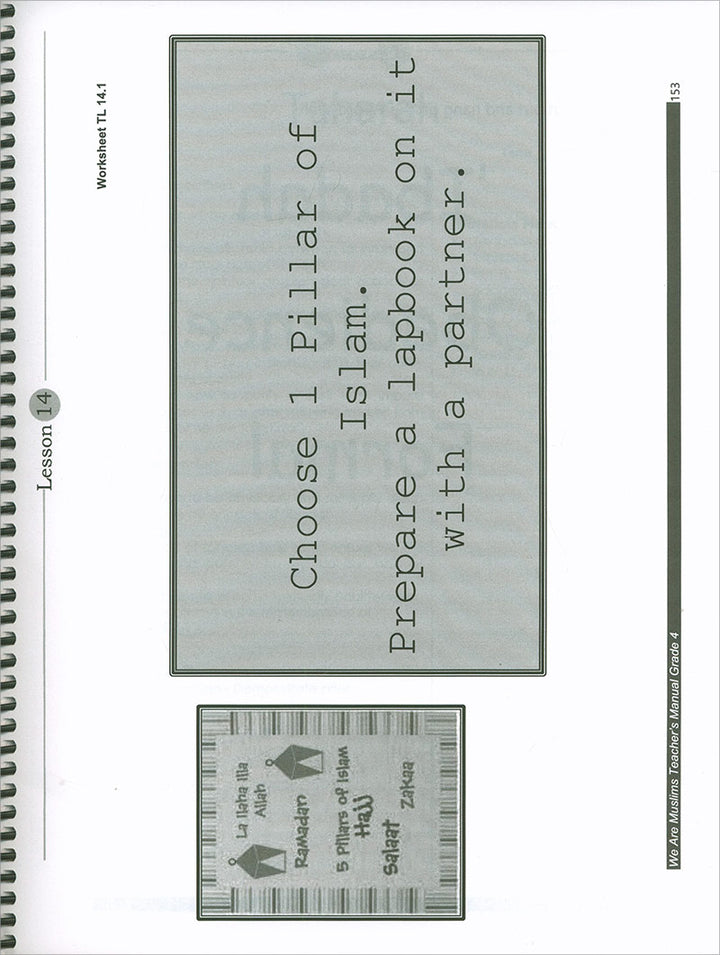 Lesson 14
Worksheet TL 14.1
Choose 1 Pillar of
Islam.
Prepare a lapbook on it
with a partner.
La Ilaha Illa
Allah
Ramadan
5 Pillars of Islam
Hajj
Salaat
Zakaa
We Are Muslims Teacher's Manual Grade 4
153